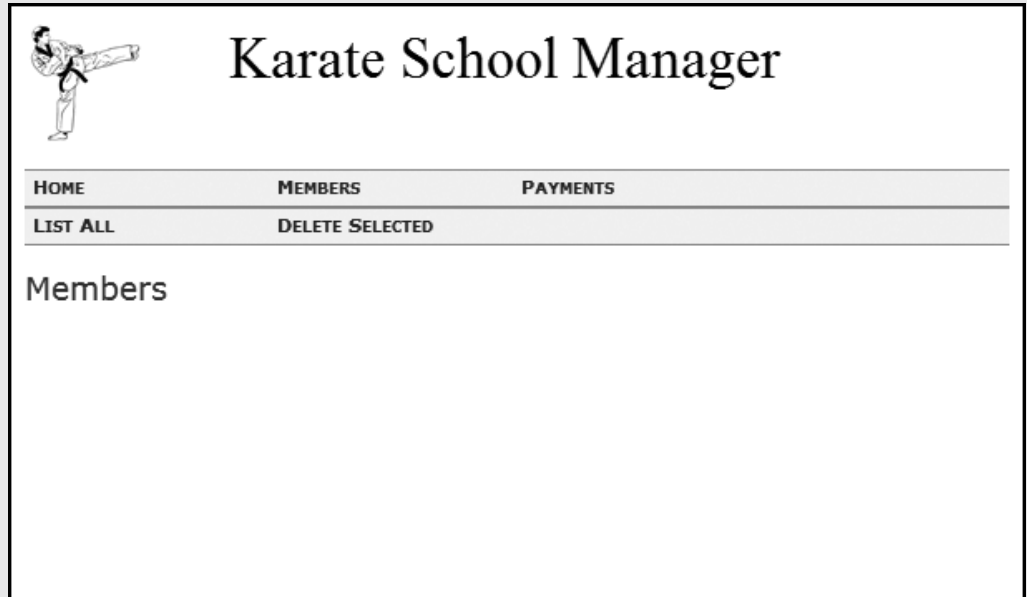 Karate School Manager
HOME MEMBERS PAYMENTS
LIST ALL DELETE SELECTED
Members